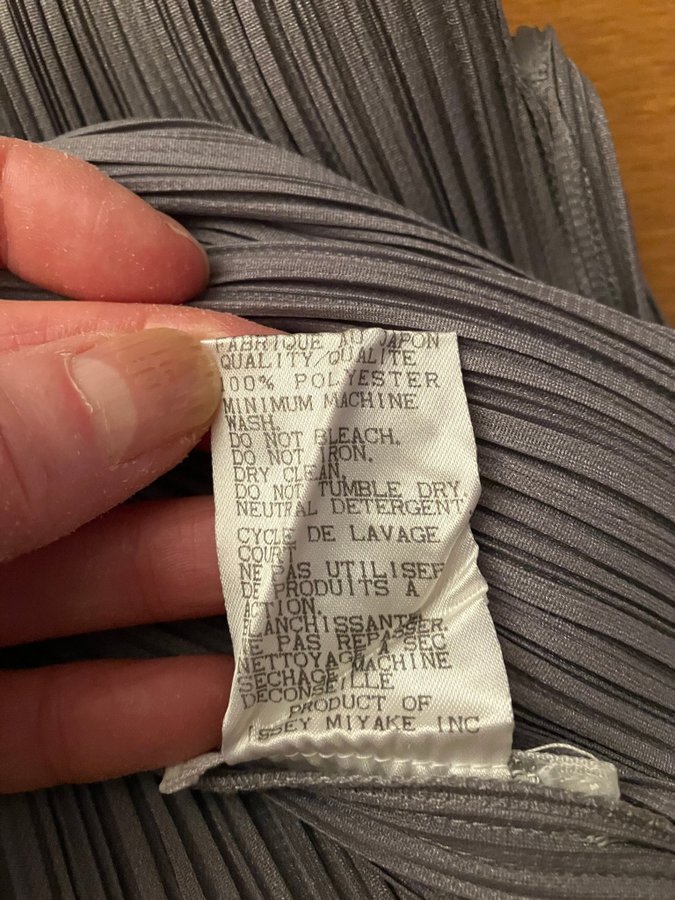 FABRIQUE AU JAPON
QUALITY/QUALITE
100% POLYESTER
MINIMUM MACHINE
WASH.
DO NOT BLEACH.
DO NOT IRON.
DRY CLEAN.
DO NOT TUMBLE DRY
NEUTRAL DETERGENT
CYCLE DE LAVAGE
COURT
NE PAS UTILISER
DE PRODUITS A
ACTION.
BLANCHISSANTSER.
NE PAS REPASSER
NETTOYAGE A SEC
SECHAGE MACHINE
DECONSEILLE
PRODUCT OF
ISSEY MIYAKE INC